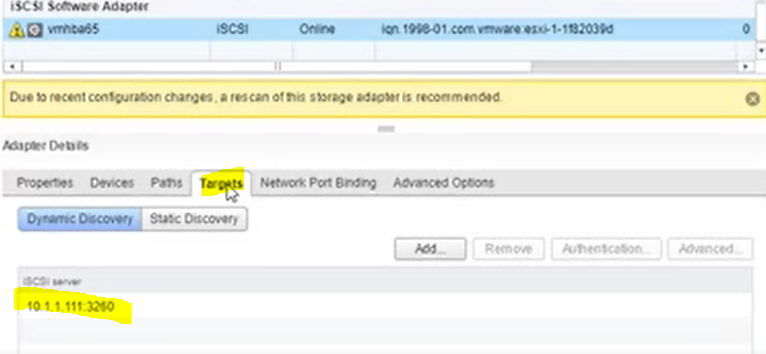 iSCSI Software Adapter
vmhba65 iSCSI Online iqn.1998-01.com.vmware:esxi-1-1f82039d 0
Due to recent configuration changes, a rescan of this storage adapter is recommended.
Adapter Details
Properties Devices Paths Targets Network Port Binding Advanced Options
Dynamic Discovery Static Discovery
Add... Remove Authentication... Advanced...
iSCSI server
10.1.1.111:3260